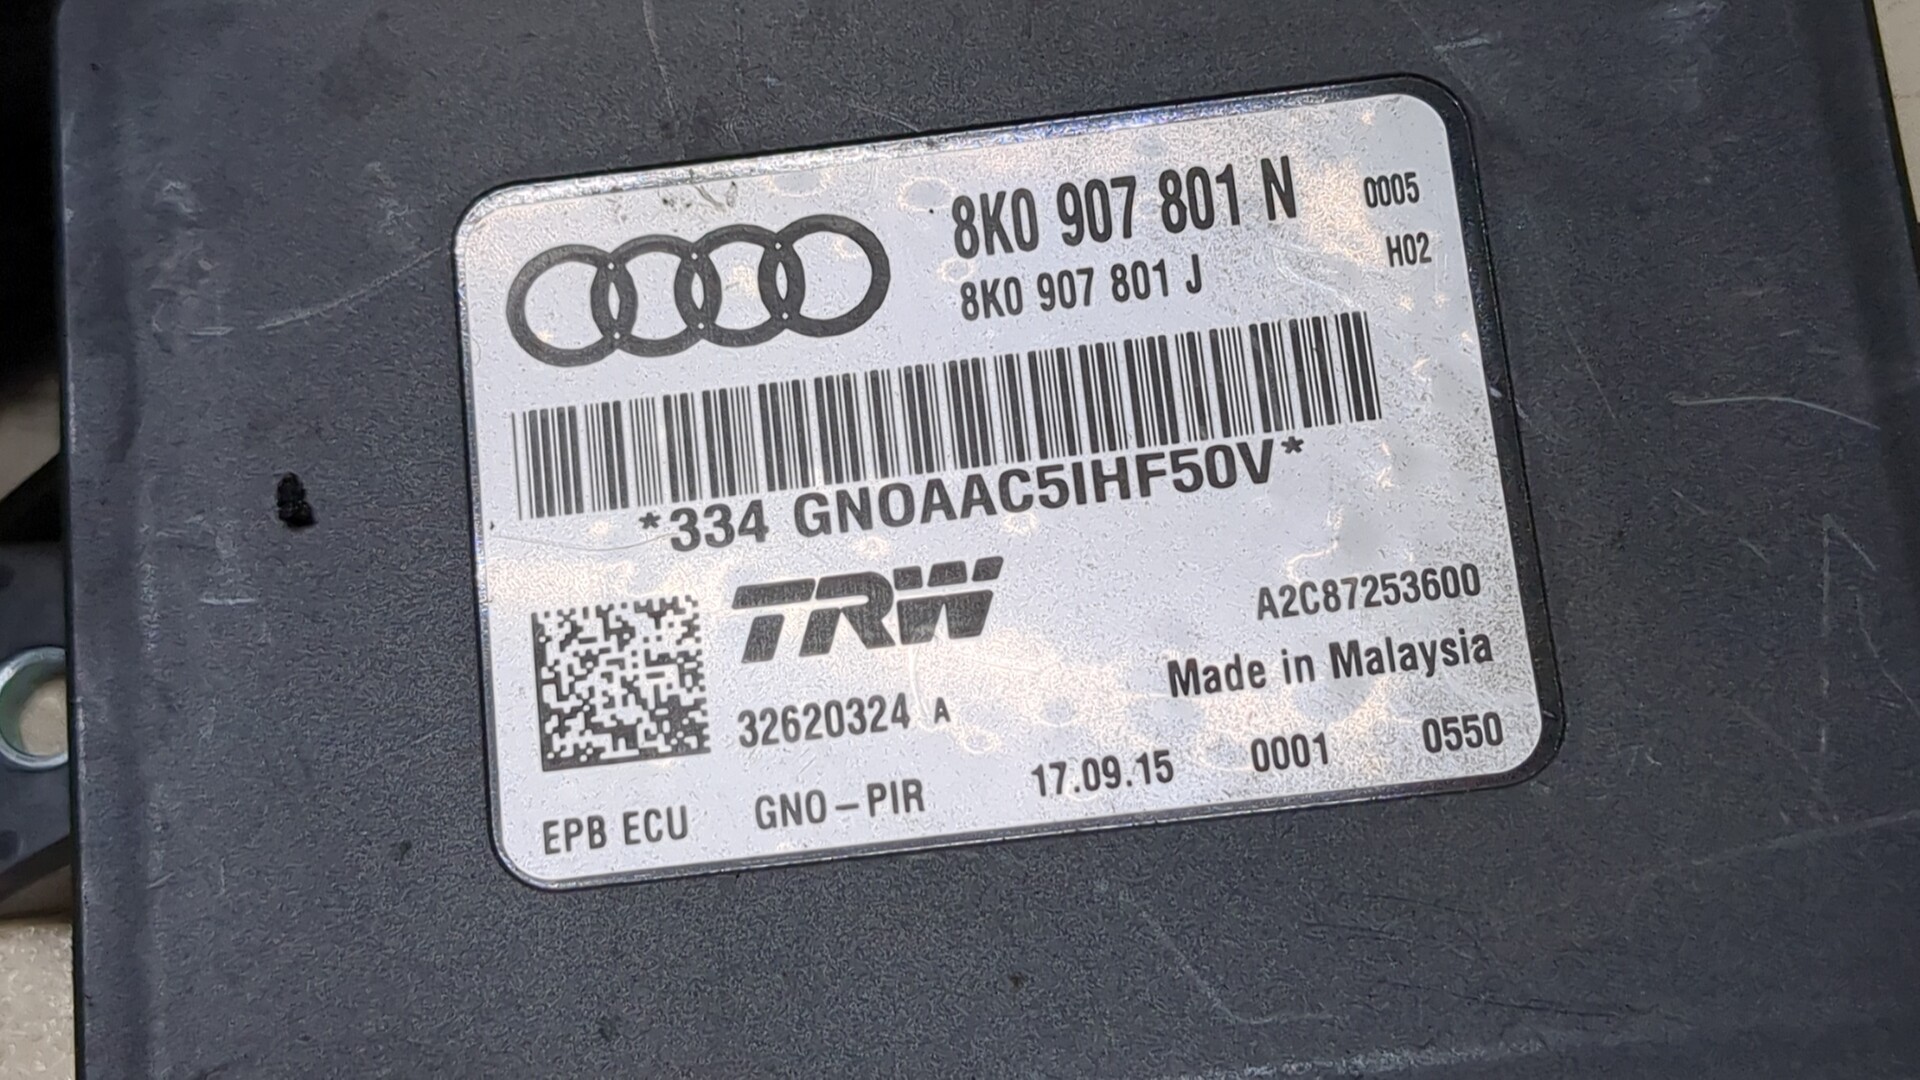 8K0 907 801 N 0005
8K0 907 801 J H02
*334 GNOAAC5IHF50V*
TRW
A2C87253600
Made in Malaysia
32620324 A
EPB ECU GNO-PIR 17.09.15 0001 0550